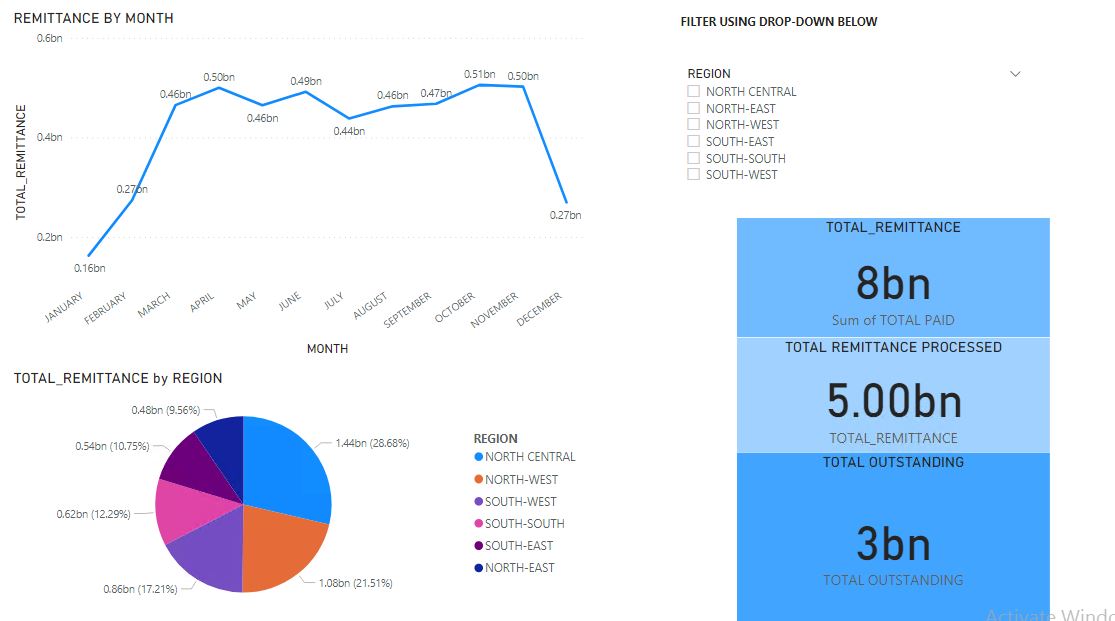 REMITTANCE BY MONTH
0.6bn
0.4bn
0.2bn
TOTAL_REMITTANCE
0.16bn
0.27bn
0.46bn
0.50bn
0.46bn
0.49bn
0.44bn
0.46bn
0.47bn
0.51bn
0.50bn
0.27bn
JANUARY
FEBRUARY
MARCH
APRIL
MAY
JUNE
JULY
AUGUST
SEPTEMBER
OCTOBER
NOVEMBER
DECEMBER
MONTH
TOTAL_REMITTANCE by REGION
0.48bn (9.56%)
0.54bn (10.75%)
0.62bn (12.29%)
0.86bn (17.21%)
1.44bn (28.68%)
1.08bn (21.51%)
REGION
NORTH CENTRAL
NORTH-WEST
SOUTH-WEST
SOUTH-SOUTH
SOUTH-EAST
NORTH-EAST
FILTER USING DROP-DOWN BELOW
REGION
NORTH CENTRAL
NORTH-EAST
NORTH-WEST
SOUTH-EAST
SOUTH-SOUTH
SOUTH-WEST
TOTAL_REMITTANCE
8bn
Sum of TOTAL PAID
TOTAL REMITTANCE PROCESSED
5.00bn
TOTAL_REMITTANCE
TOTAL OUTSTANDING
3bn
TOTAL OUTSTANDING
Activate